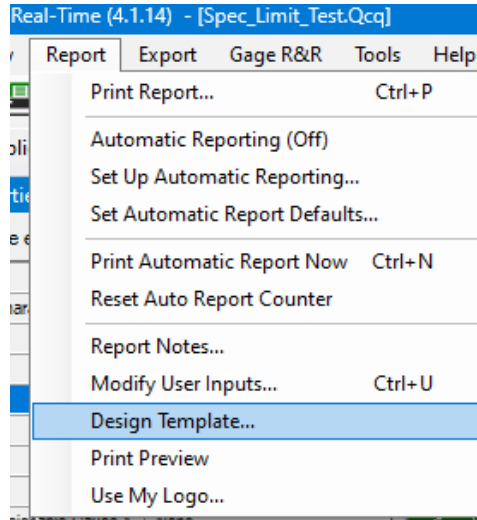 Real-Time (4.1.14) - [Spec_Limit_Test.Qcq]
Report Export Gage R&R Tools Help
Print Report... Ctrl+P
Automatic Reporting (Off)
Set Up Automatic Reporting...
Set Automatic Report Defaults...
Print Automatic Report Now Ctrl+N
Reset Auto Report Counter
Report Notes...
Modify User Inputs... Ctrl+U
Design Template...
Print Preview
Use My Logo...